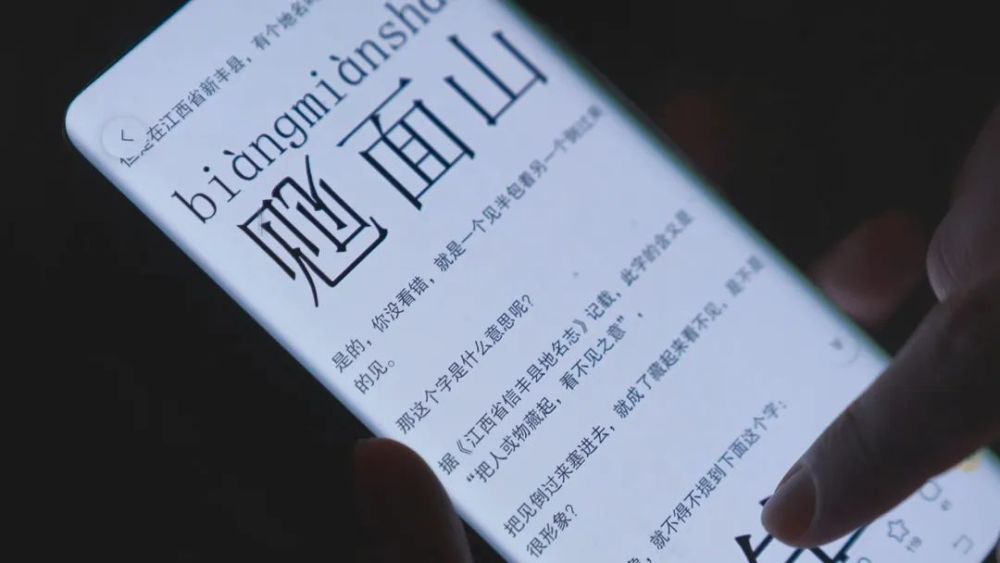 在江西省新丰县，有个地名
biàngmiànsha
面山
是的，你没看错，就是一个见半包着另一个倒过来
的见。
那这个字是什么意思呢？
据《江西省信丰县地名志》记载，此字的含义是
“把人或物藏起，看不见之意”，
把见倒过来塞进去，就成了藏起来看不见，是不是
很形象？
象，就不得不提到下面这个字：
119